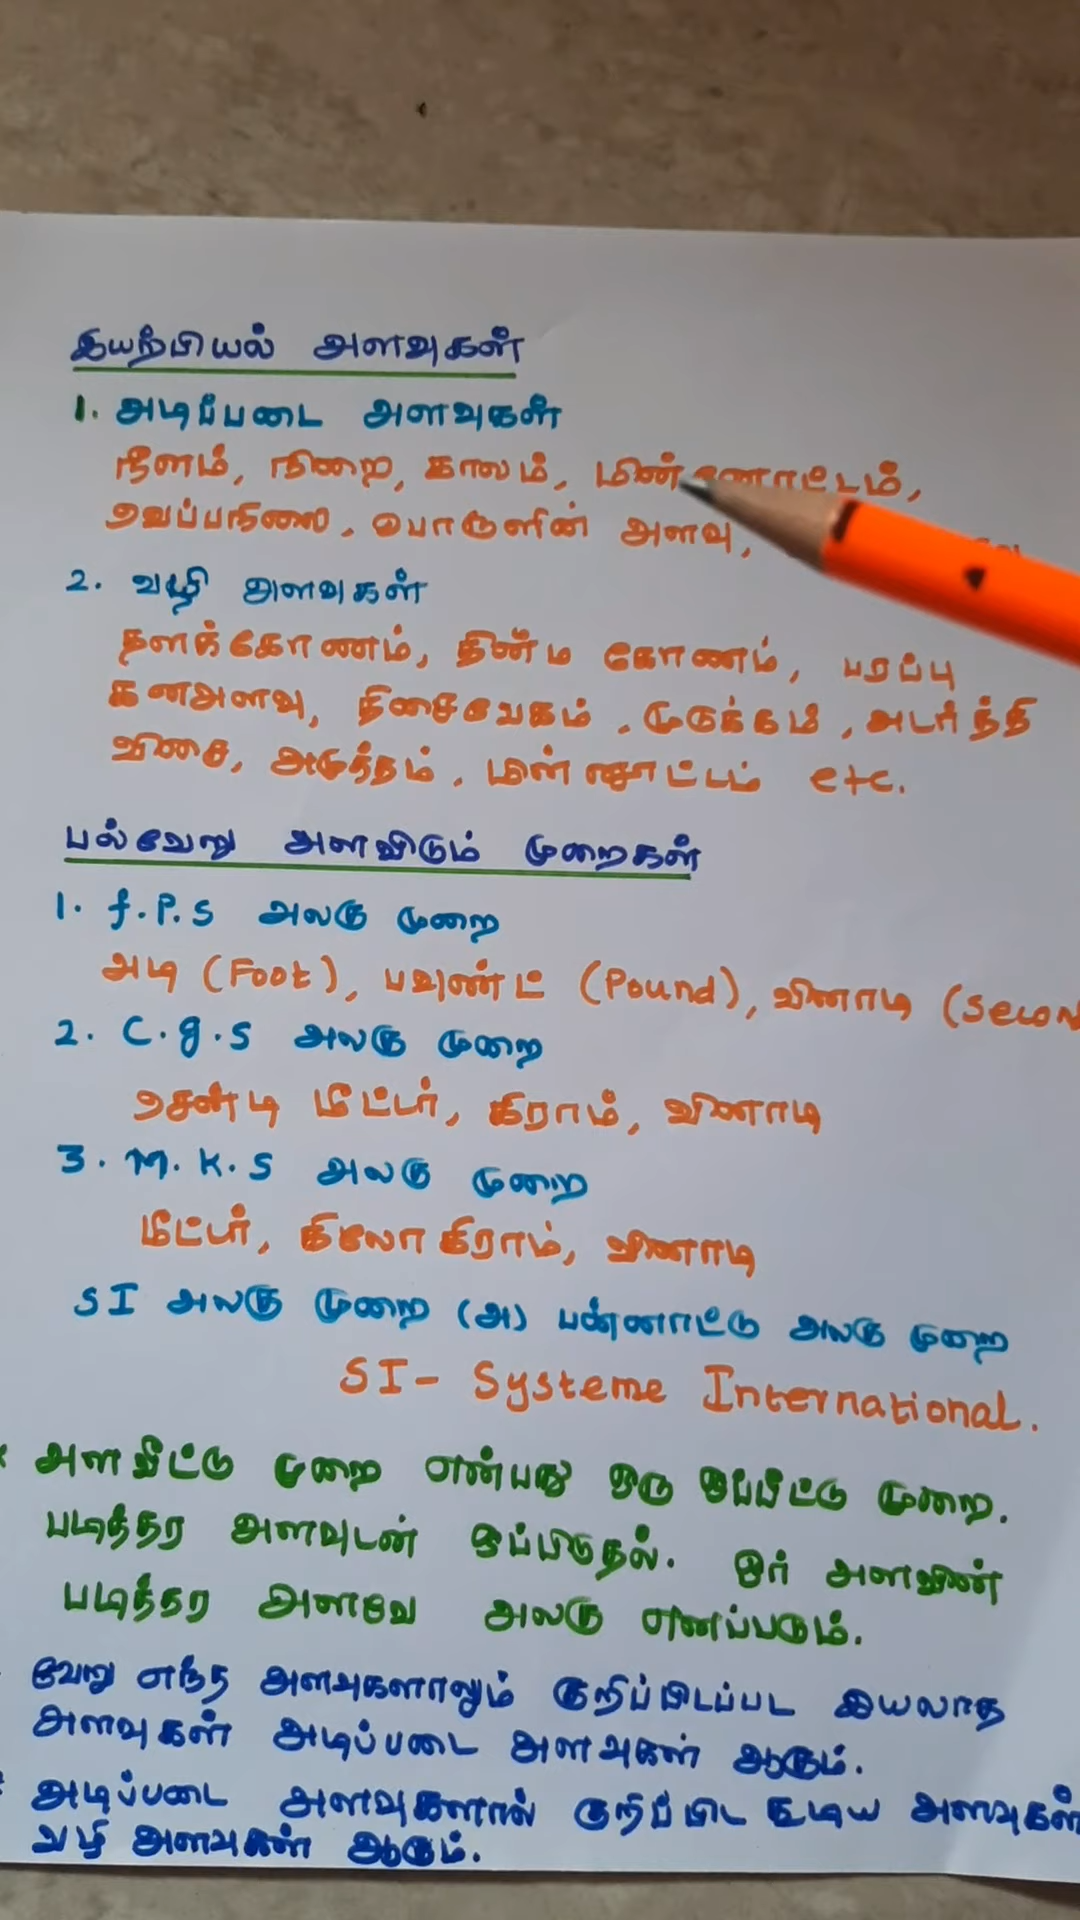 இயற்பியல் அளவுகள்
1. அடிப்படை அளவுகள்
நீளம், நிறை, காலம், மின்னோட்டம்,
வெப்பநிலை, பொருளின் அளவு,
2. வழி அளவுகள்
தளக்கோணம், திண்ம கோணம், பரப்பு
கனஅளவு, திசைவேகம், முடுக்கம், அடர்த்தி
விசை, அழுத்தம், மின்னூட்டம் etc.
பல்வேறு அளவிடும் முறைகள்
1. f.P.S அலகு முறை
அடி (Foot), பவுண்ட் (Pound), வினாடி
2. C.g.s அலகு முறை
சென்டி மீட்டர், கிராம், வினாடி
3. M.K.S அலகு முறை
மீட்டர், கிலோ கிராம், வினாடி
SI அலகு முறை (அ) பன்னாட்டு அலகு முறை
SI- Systeme International.
அளவீட்டு முறை என்பது ஒரு ஒப்பீட்டு முறை.
படித்தர அளவுடன் ஒப்பிடுதல். ஓர் அளவின்
படித்தர அளவே அலகு எனப்படும்.
வேறு எந்த அளவுகளாலும் குறிப்பிடப்பட இயலாத
அளவுகள் அடிப்படை அளவுகள் ஆகும்.
அடிப்படை அளவுகளால் குறிப்பிட கூடிய அளவுகள்
வழி அளவுகள் ஆகும்.